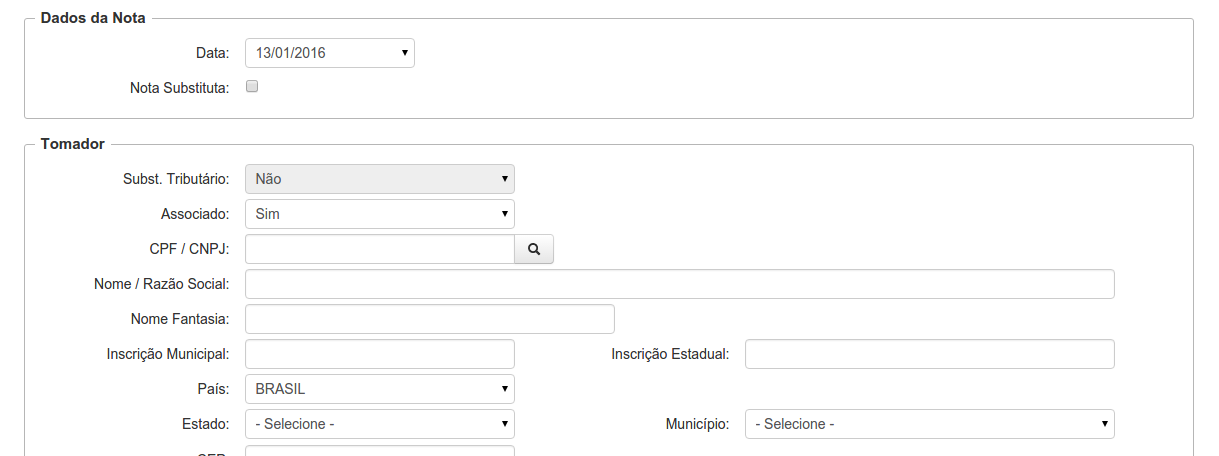 Dados da Nota
Data: 13/01/2016
Nota Substituta:
Tomador
Subst. Tributário: Não
Associado: Sim
CPF / CNPJ:
Nome / Razão Social:
Nome Fantasia:
Inscrição Municipal: Inscrição Estadual:
País: BRASIL
Estado: - Selecione - Município: - Selecione -